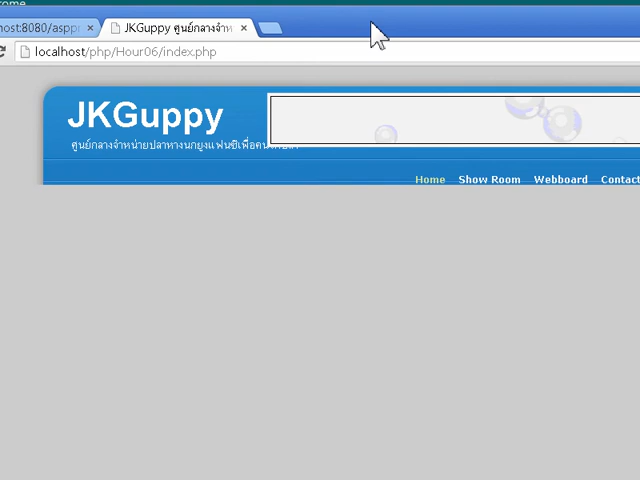 ost:8080/asppr
JKGuppy ศูนย์กลางจำห
localhost/php/Hour06/index.php
JKGuppy
ศูนย์กลางจำหน่ายปลาหางนกยูงแฟนซีเพื่อคน
Home Show Room Webboard Contact